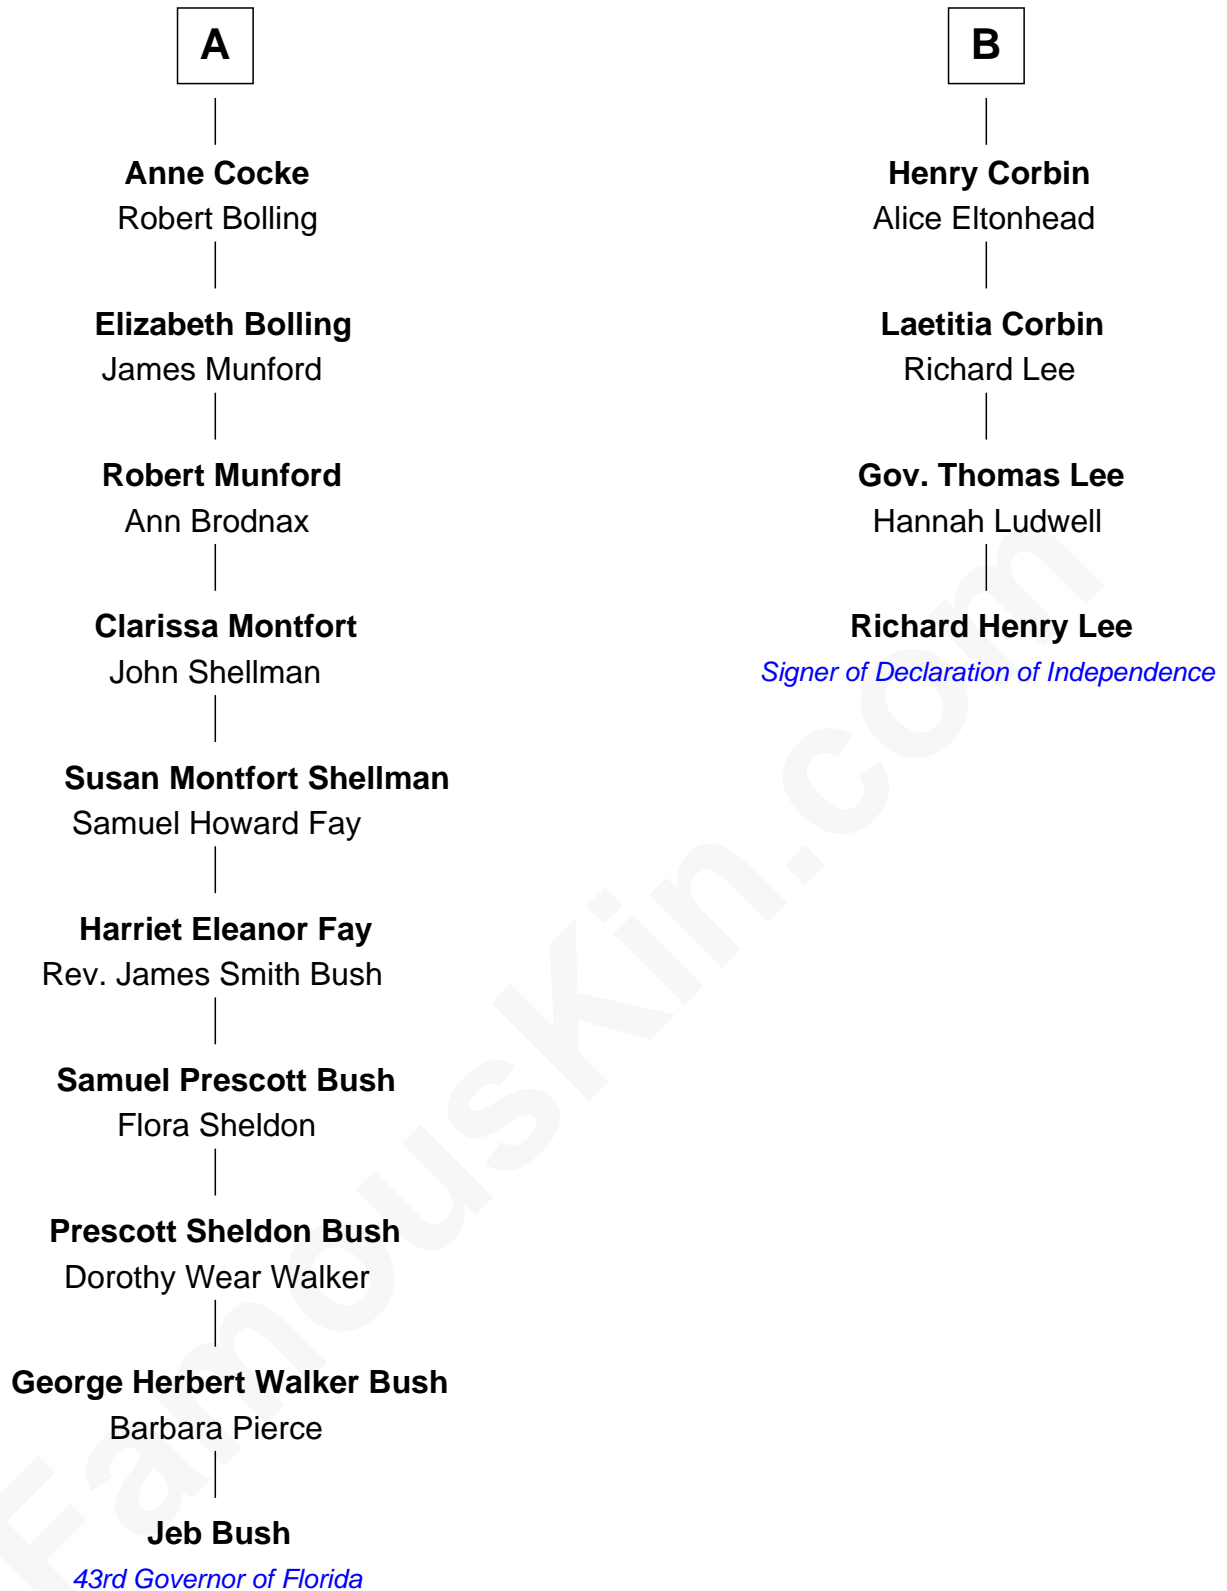 A
Anne Cocke
Robert Bolling
Elizabeth Bolling
James Munford
Robert Munford
Ann Brodnax
Clarissa Montfort
John Shellman
Susan Montfort Shellman
Samuel Howard Fay
Harriet Eleanor Fay
Rev. James Smith Bush
Samuel Prescott Bush
Flora Sheldon
Prescott Sheldon Bush
Dorothy Wear Walker
George Herbert Walker Bush
Barbara Pierce
Jeb Bush
43rd Governor of Florida
B
Henry Corbin
Alice Eltonhead
Laetitia Corbin
Richard Lee
Gov. Thomas Lee
Hannah Ludwell
Richard Henry Lee
Signer of Declaration of Independence
FamousKin.com